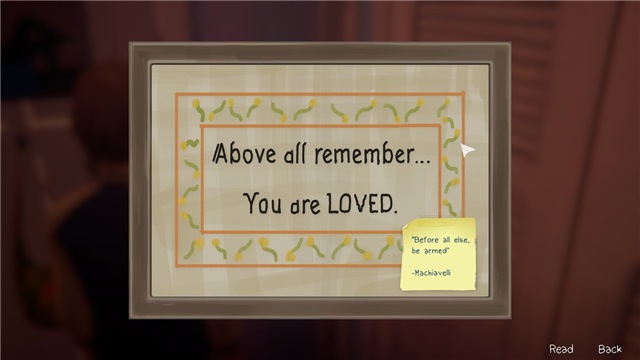 Above all remember...
You are LOVED.
"Before all else,
be armed"
-Machiavelli
Read Back